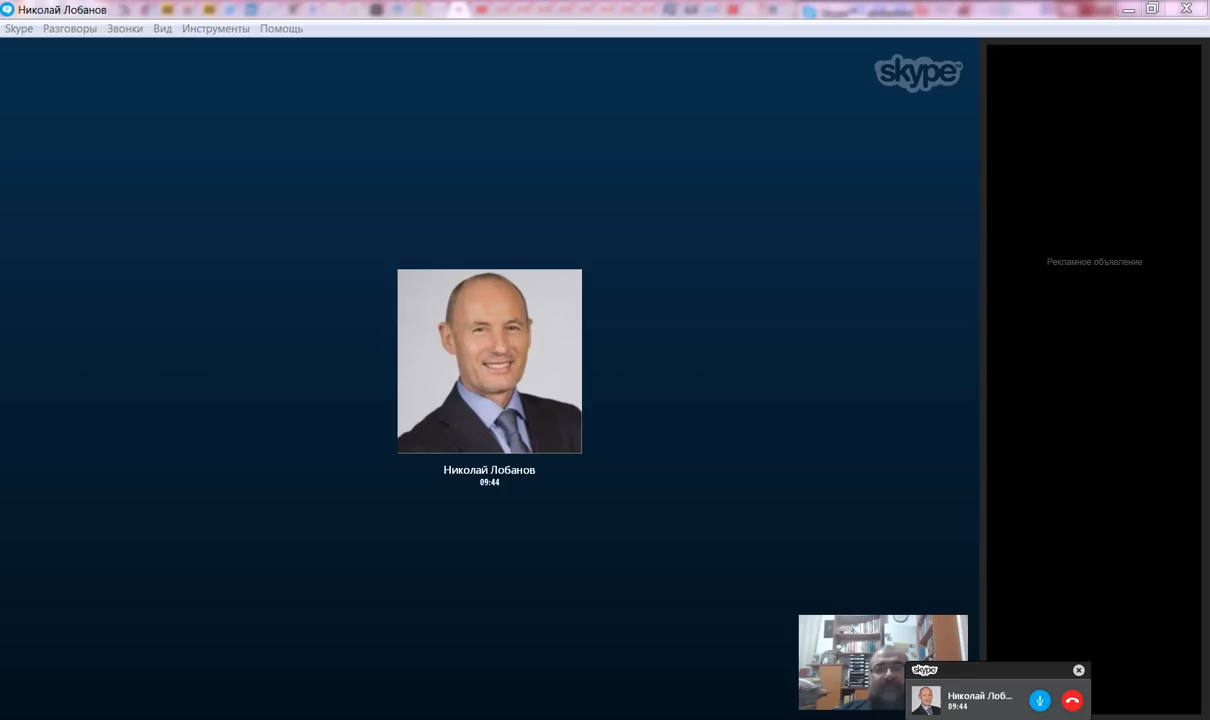 Николай Лобанов
Skype Разговоры Звонки Вид Инструменты Помощь
skype
Рекламное объявление
Николай Лобанов
09:44
skype
Николай Лоб...
09:44